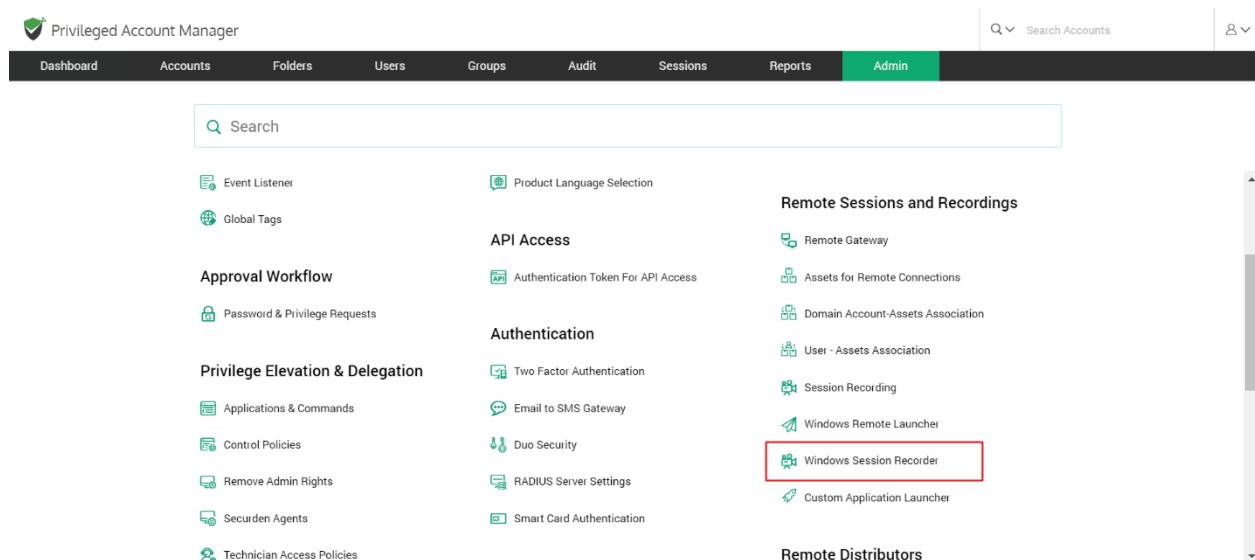 Privileged Account Manager
Search Accounts
Dashboard Accounts Folders Users Groups Audit Sessions Reports Admin
Search
Event Listener
Global Tags
Approval Workflow
Password & Privilege Requests
Privilege Elevation & Delegation
Applications & Commands
Control Policies
Remove Admin Rights
Securden Agents
Technician Access Policies
Product Language Selection
API Access
API
Authentication Token For API Access
Authentication
Two Factor Authentication
Email to SMS Gateway
Duo Security
RADIUS Server Settings
Smart Card Authentication
Remote Sessions and Recordings
Remote Gateway
Assets for Remote Connections
Domain Account-Assets Association
User - Assets Association
Session Recording
Windows Remote Launcher
Windows Session Recorder
Custom Application Launcher
Remote Distributors